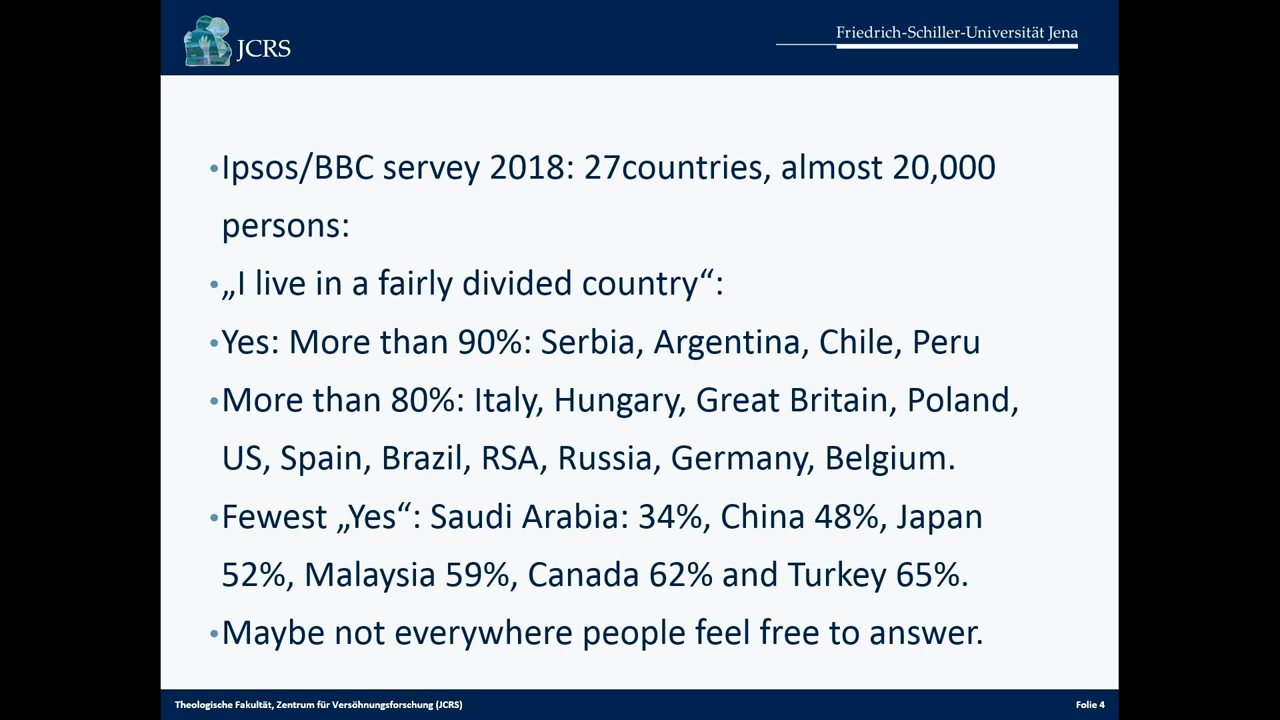 JCRS
Friedrich-Schiller-Universität Jena
•Ipsos/BBC servey 2018: 27countries, almost 20,000
persons:
•„I live in a fairly divided country“:
•Yes: More than 90%: Serbia, Argentina, Chile, Peru
•More than 80%: Italy, Hungary, Great Britain, Poland,
US, Spain, Brazil, RSA, Russia, Germany, Belgium.
•Fewest „Yes“: Saudi Arabia: 34%, China 48%, Japan
52%, Malaysia 59%, Canada 62% and Turkey 65%.
•Maybe not everywhere people feel free to answer.
Theologische Fakultät, Zentrum für Versöhnungsforschung (JCRS)
Folie 4